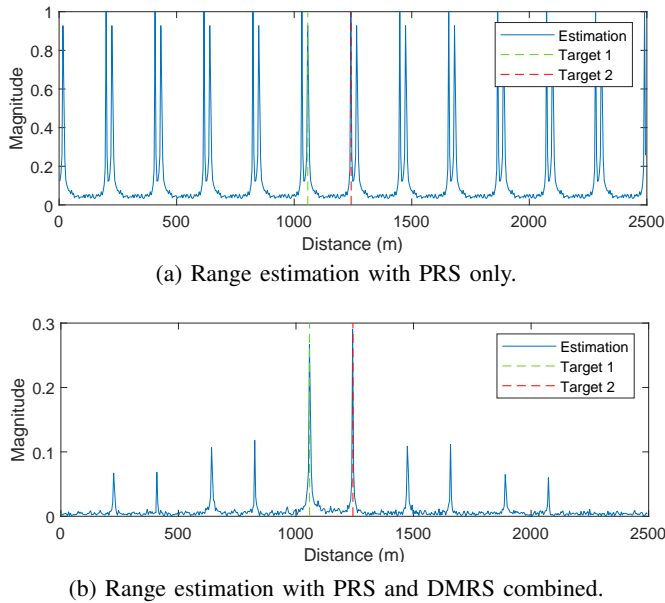 1
0.8
0.6
0.4
0.2
0
Magnitude
Estimation
Target 1
Target 2
0 500 1000 1500 2000 2500
Distance (m)
(a) Range estimation with PRS only.
0.3
0.2
0.1
0
Magnitude
Estimation
Target 1
Target 2
0 500 1000 1500 2000 2500
Distance (m)
(b) Range estimation with PRS and DMRS combined.